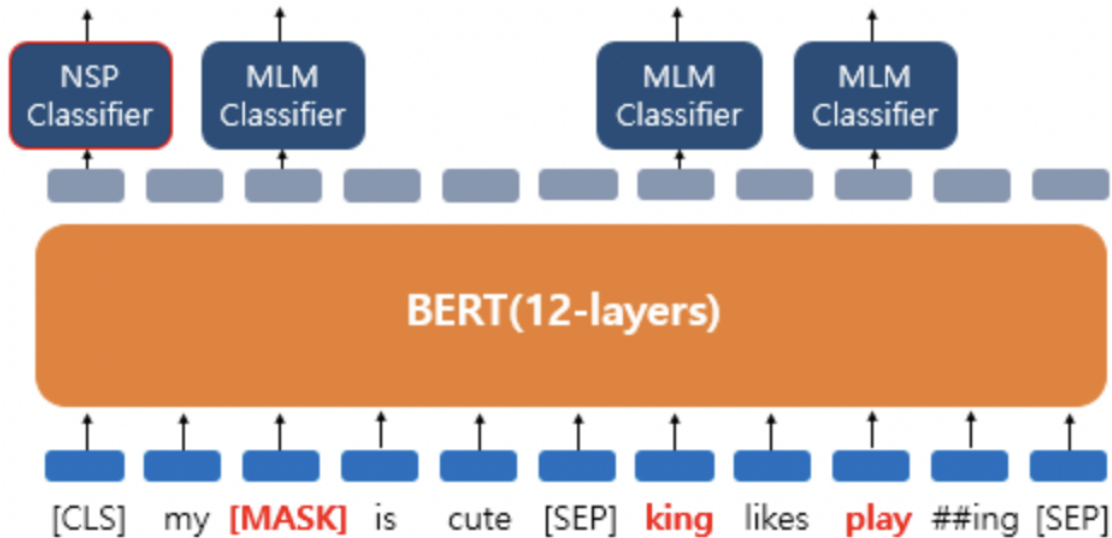 NSP
Classifier
MLM
Classifier
MLM
Classifier
MLM
Classifier
BERT(12-layers)
[CLS] my [MASK] is cute [SEP] king likes play ##ing [SEP]